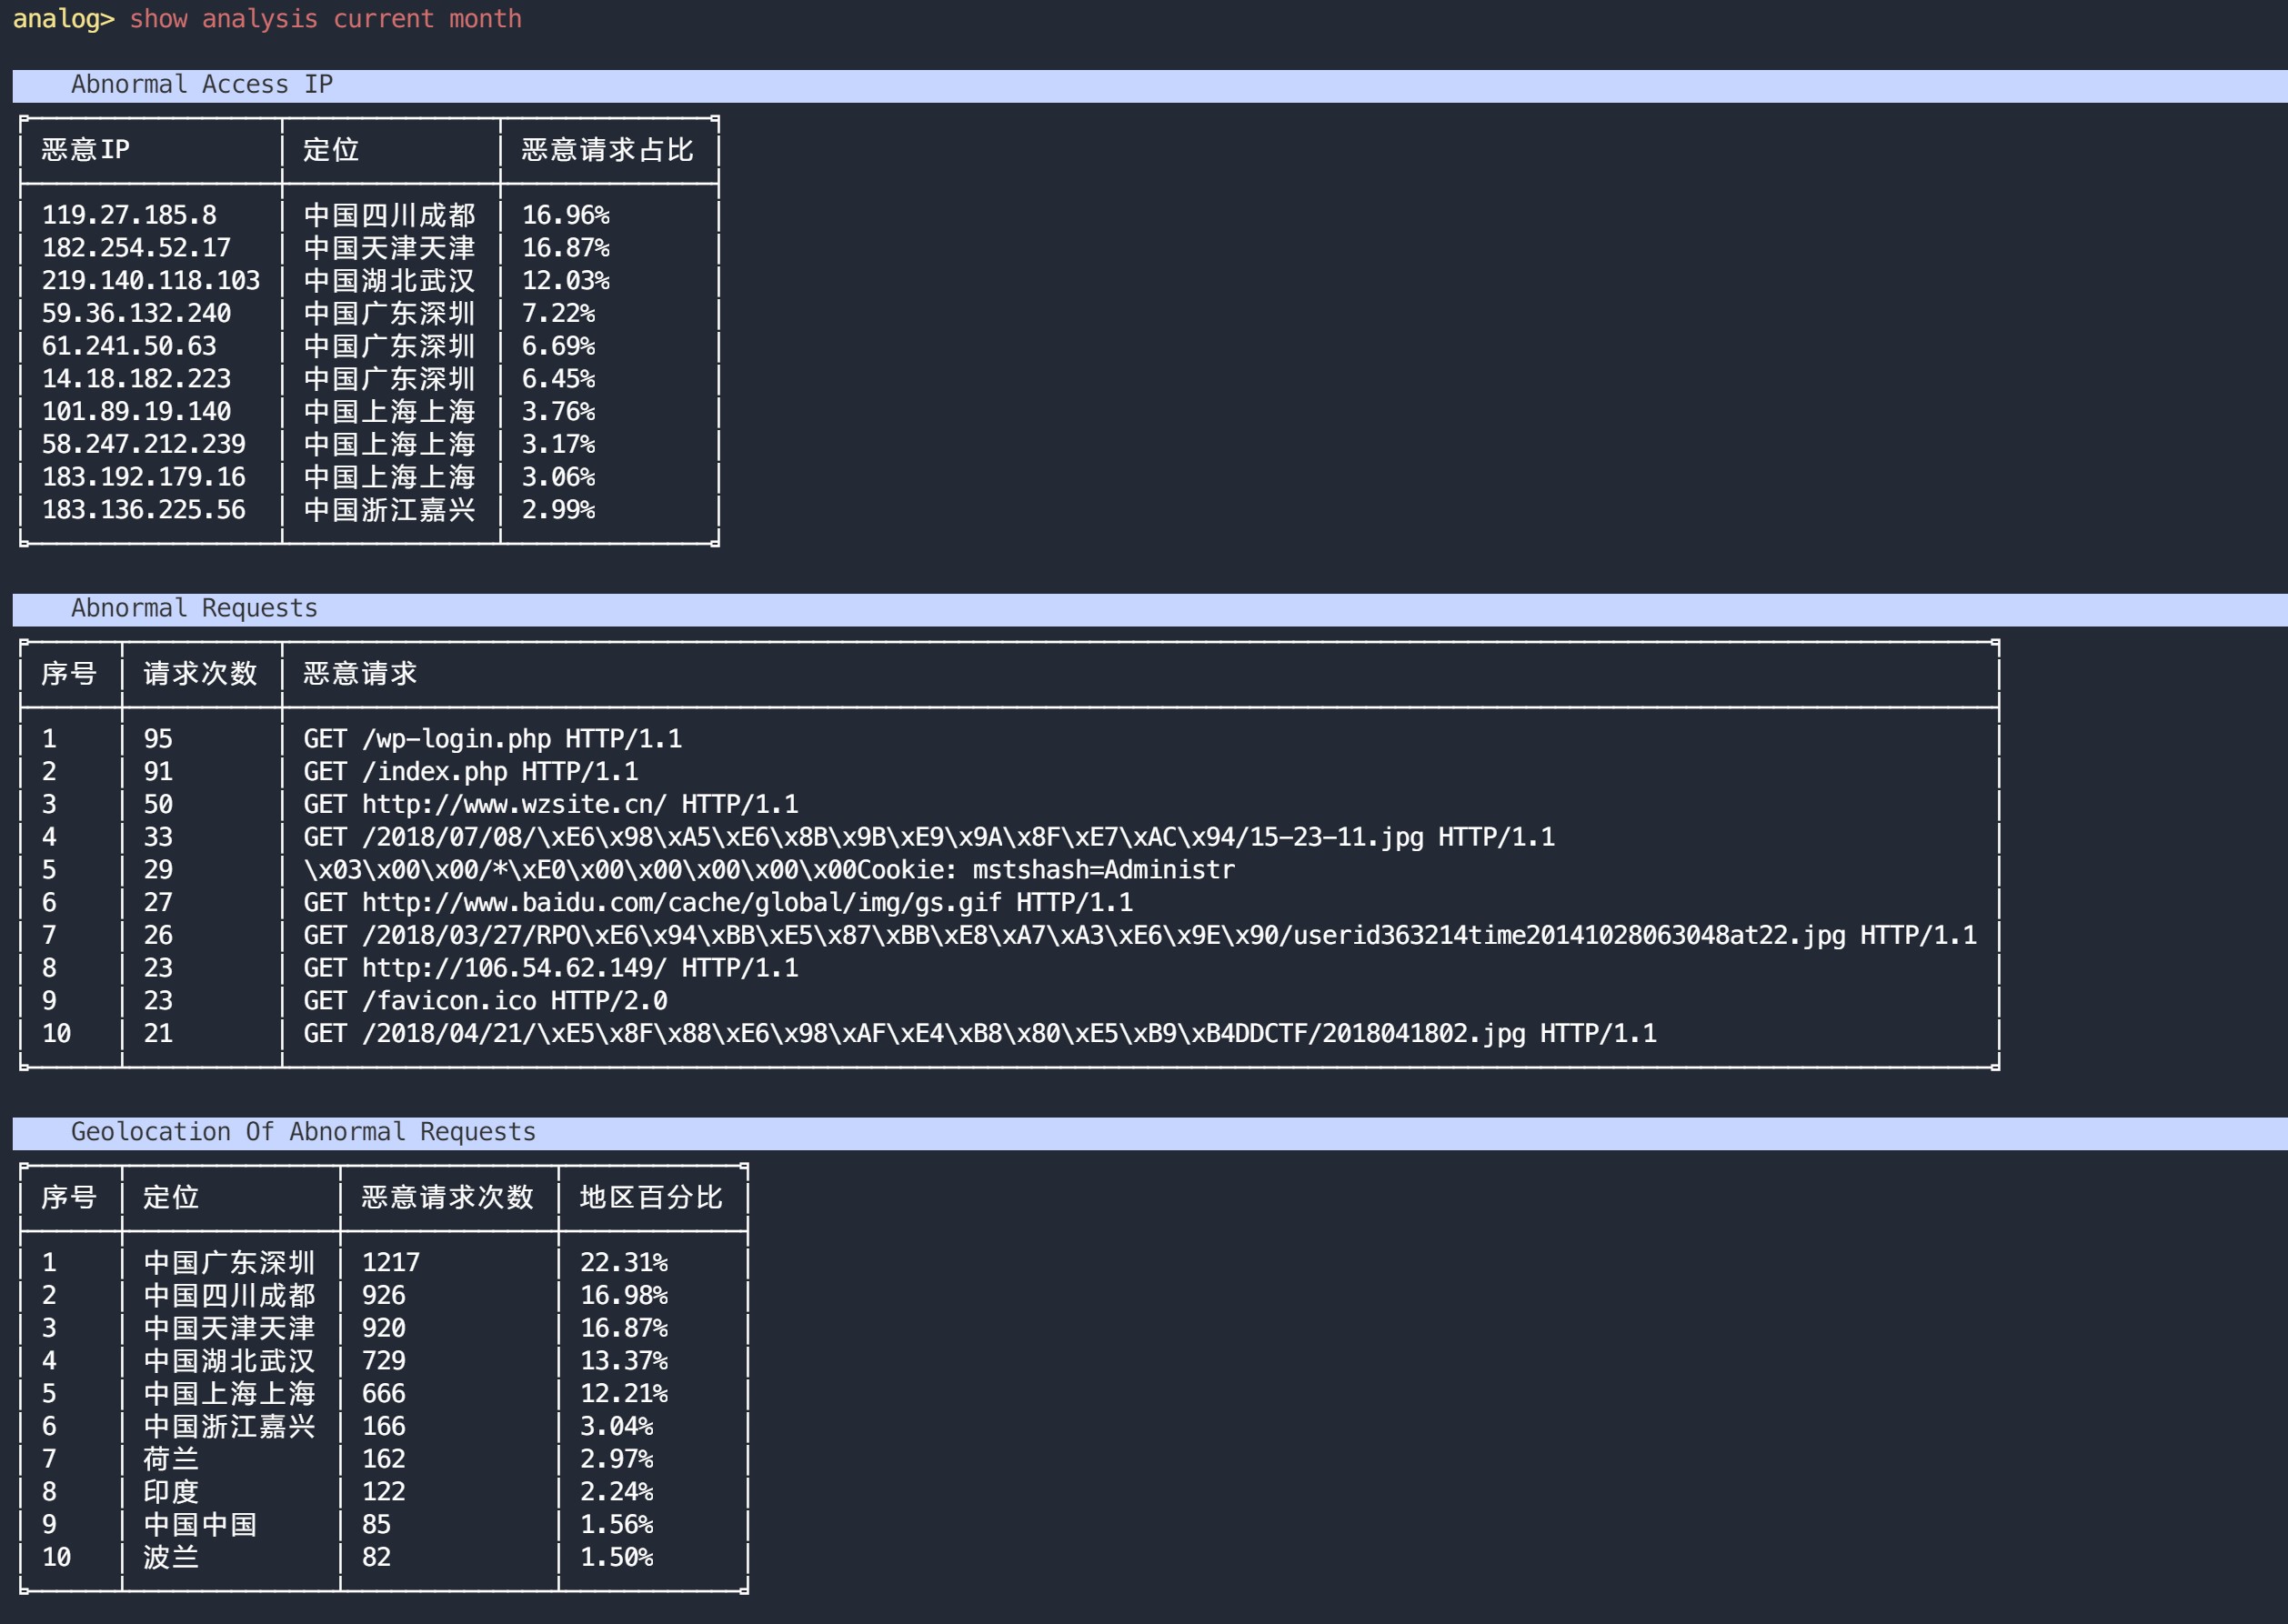 analog> show analysis current month
Abnormal Access IP
恶意IP 定位 恶意请求占比
119.27.185.8 中国四川成都 16.96%
182.254.52.17 中国天津天津 16.87%
219.140.118.103 中国湖北武汉 12.03%
59.36.132.240 中国广东深圳 7.22%
61.241.50.63 中国广东深圳 6.69%
14.18.182.223 中国广东深圳 6.45%
101.89.19.140 中国上海上海 3.76%
58.247.212.239 中国上海上海 3.17%
183.192.179.16 中国上海上海 3.06%
183.136.225.56 中国浙江嘉兴 2.99%
Abnormal Requests
序号 请求次数 恶意请求
1 95 GET /wp-login.php HTTP/1.1
2 91 GET /index.php HTTP/1.1
3 50 GET http://www.wzsite.cn/ HTTP/1.1
4 33 GET /2018/07/08/\xE6\x98\xA5\xE6\x8B\x9B\xE9\x9A\x8F\xE7\xAC\x94/15-23-11.jpg HTTP/1.1
5 29 \x03\x00\x00/*\xE0\x00\x00\x00\x00\x00Cookie: mstshash=Administr
6 27 GET http://www.baidu.com/cache/global/img/gs.gif HTTP/1.1
7 26 GET /2018/03/27/RPO\xE6\x94\xBB\xE5\x87\xBB\xE8\xA7\xA3\xE6\x9E\x90/userid363214time20141028063048at22.jpg HTTP/1.1
8 23 GET http://106.54.62.149/ HTTP/1.1
9 23 GET /favicon.ico HTTP/2.0
10 21 GET /2018/04/21/\xE5\x8F\x88\xE6\x98\xAF\xE4\xB8\x80\xE5\xB9\xB4DDCTF/2018041802.jpg HTTP/1.1
Geolocation Of Abnormal Requests
序号 定位 恶意请求次数 地区百分比
1 中国广东深圳 1217 22.31%
2 中国四川成都 926 16.98%
3 中国天津天津 920 16.87%
4 中国湖北武汉 729 13.37%
5 中国上海上海 666 12.21%
6 中国浙江嘉兴 166 3.04%
7 荷兰 162 2.97%
8 印度 122 2.24%
9 中国中国 85 1.56%
10 波兰 82 1.50%